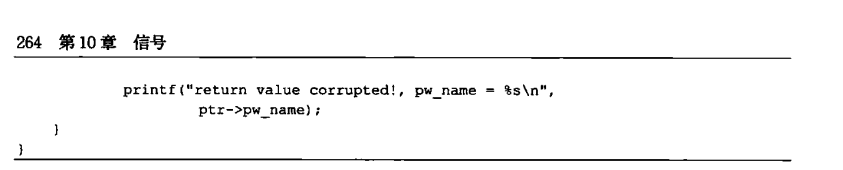 264 第10章 信号
printf("return value corrupted!, pw_name = %s\n",
ptr->pw_name);
}
}